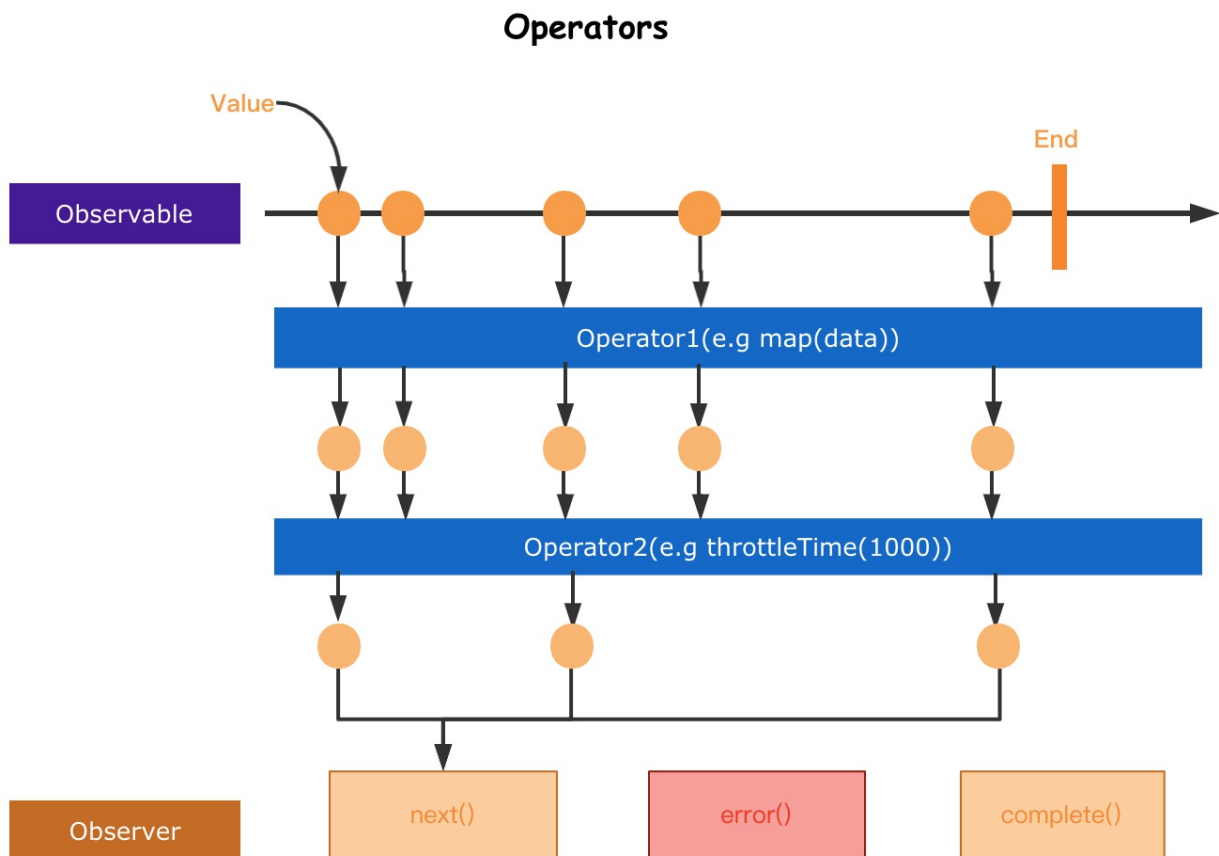 Operators
Value
End
Observable
Operator1(e.g map(data))
Operator2(e.g throttleTime(1000))
next()
error()
complete()
Observer